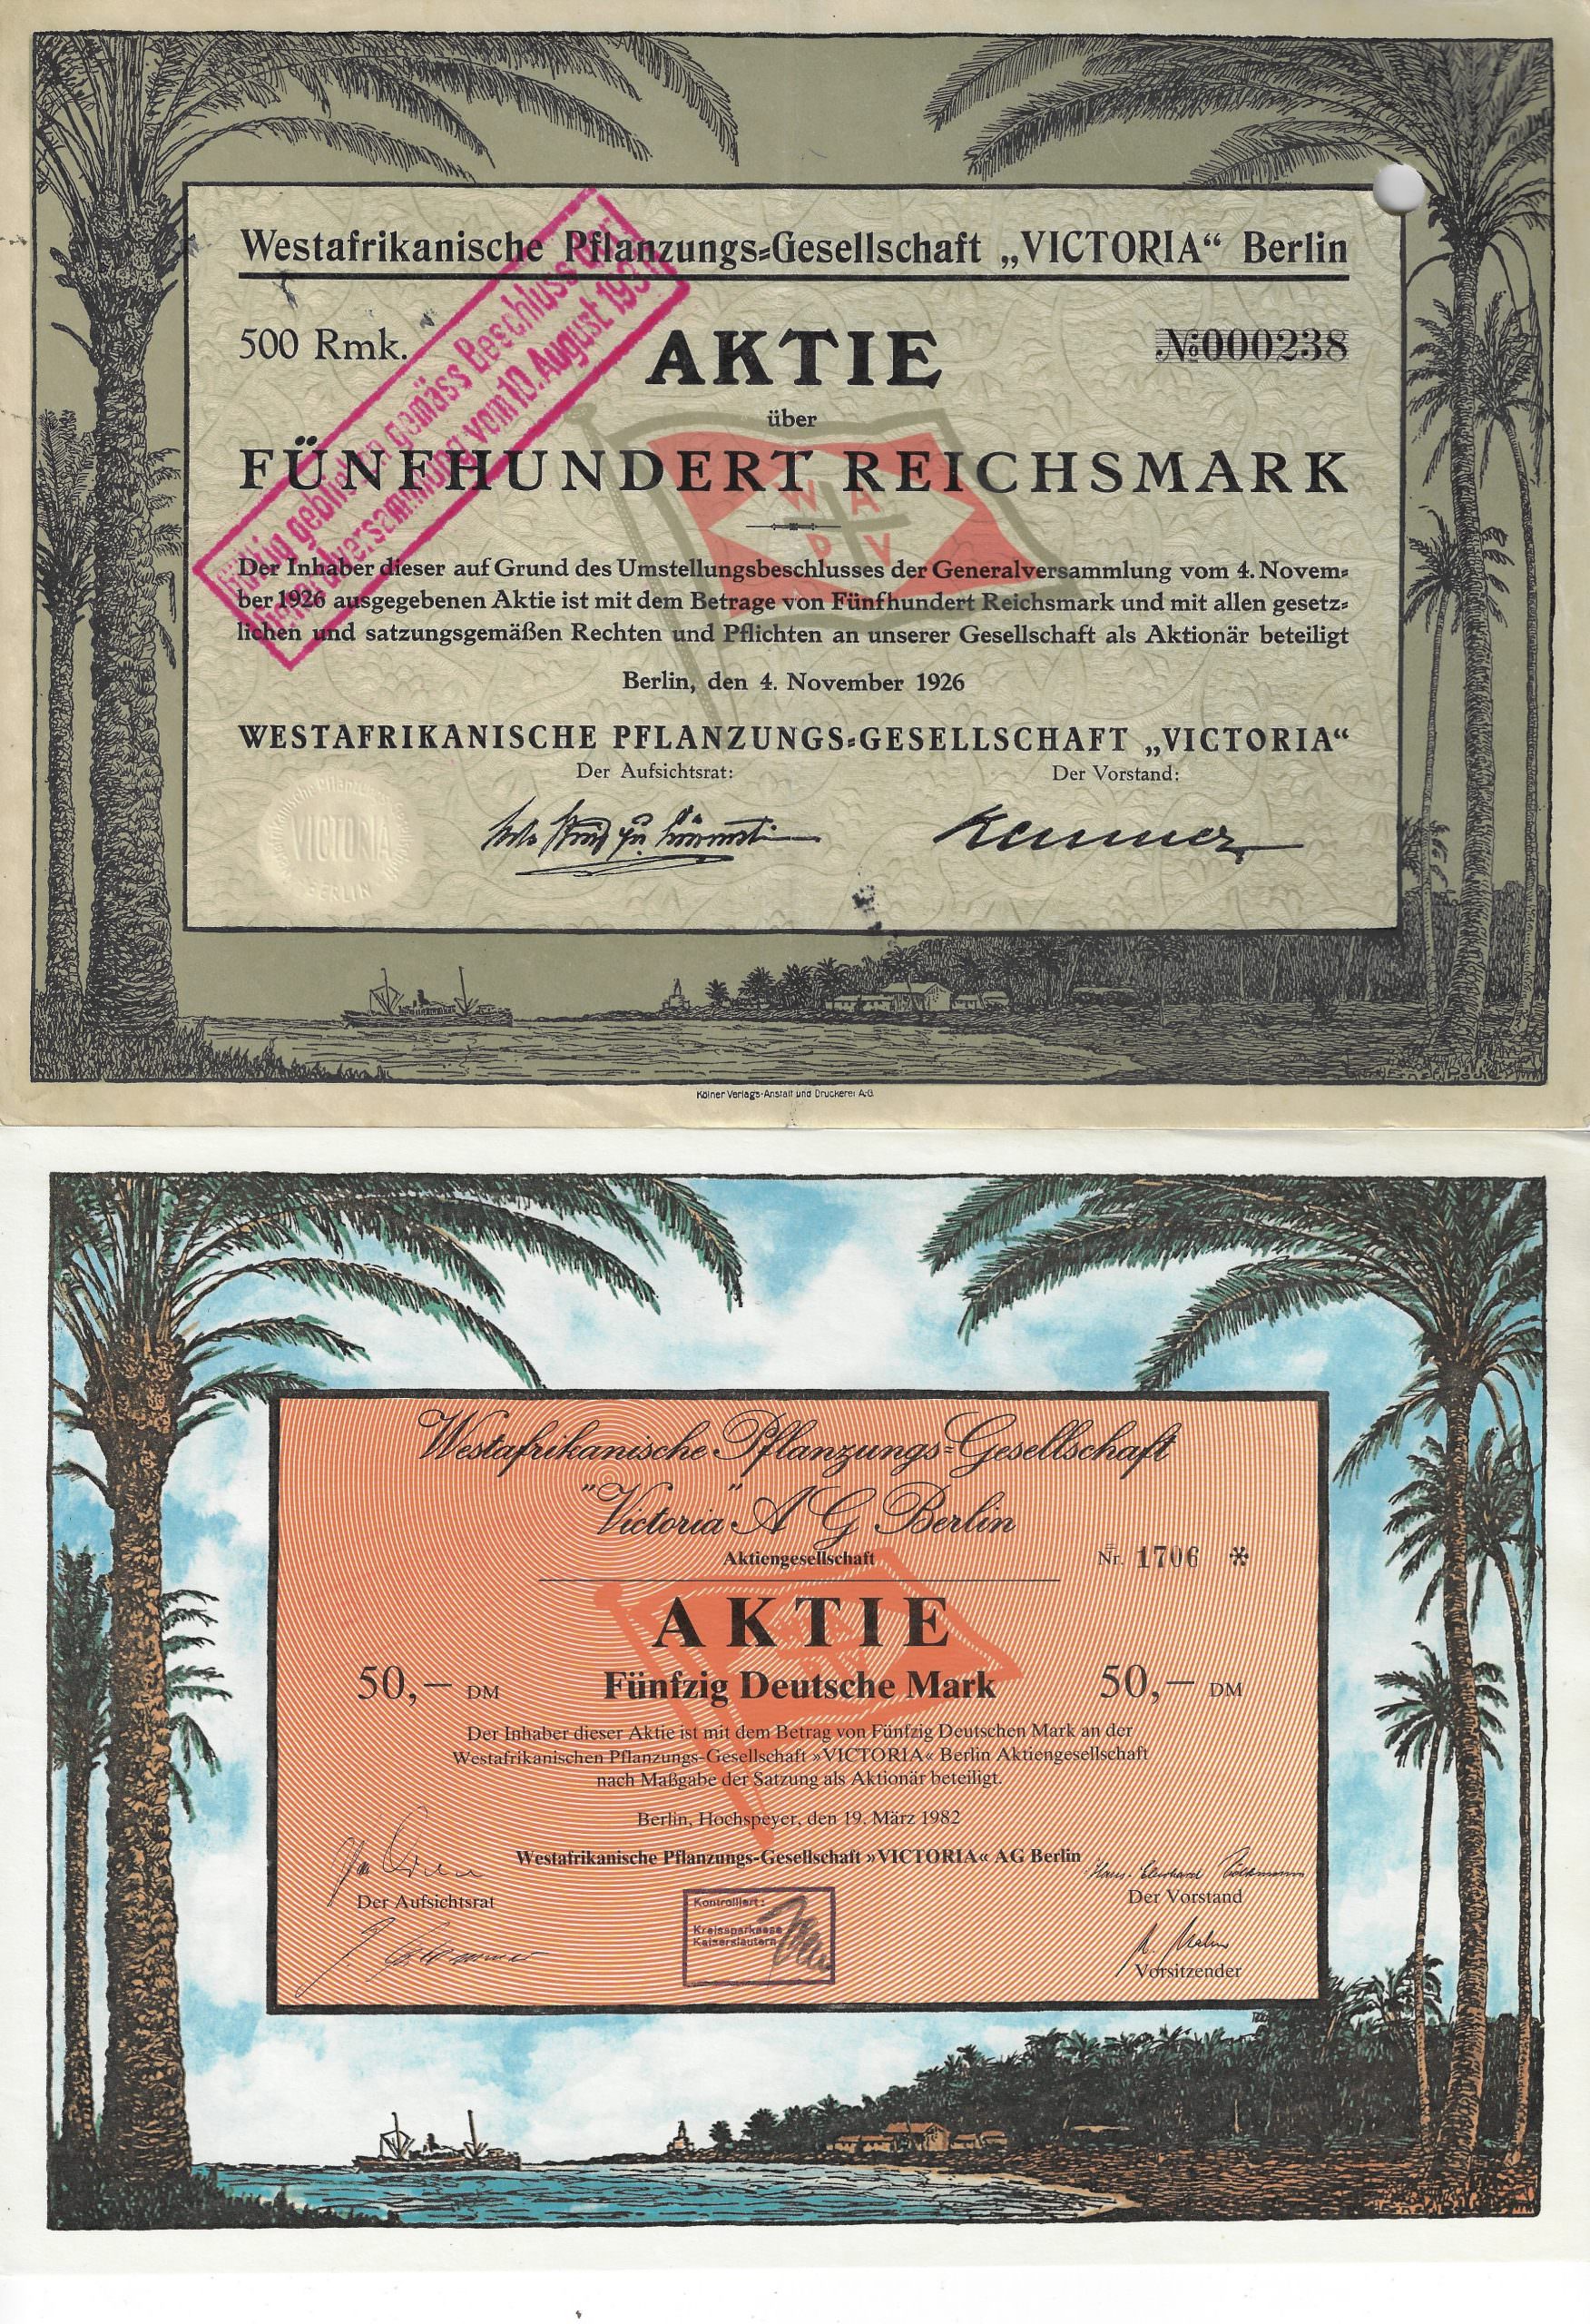 Westafrikanische Pflanzungs=Gesellschaft „VICTORIA“ Berlin
500 Rmk.
AKTIE
№000238
über
FÜNFHUNDERT REICHSMARK
Gültig geblieben gemäss Beschluss der
Generalversammlung vom 10. August 193
W A
P V
Der Inhaber dieser auf Grund des Umstellungsbeschlusses der Generalversammlung vom 4. Novem=
ber 1926 ausgegebenen Aktie ist mit dem Betrage von Fünfhundert Reichsmark und mit allen gesetz=
lichen und satzungsgemäßen Rechten und Pflichten an unserer Gesellschaft als Aktionär beteiligt
Berlin, den 4. November 1926
WESTAFRIKANISCHE PFLANZUNGS=GESELLSCHAFT „VICTORIA“
Der Aufsichtsrat:
Der Vorstand:
VICTORIA
BERLIN
Kölner Verlags-Anstalt und Druckerei A.G.
Westafrikanische Pflanzungs=Gesellschaft
"Victoria" A G Berlin
Aktiengesellschaft
Nr. 1706 *
AKTIE
50,– DM
Fünfzig Deutsche Mark
50,– DM
Der Inhaber dieser Aktie ist mit dem Betrag von Fünfzig Deutschen Mark an der
Westafrikanischen Pflanzungs-Gesellschaft »VICTORIA« Berlin Aktiengesellschaft
nach Maßgabe der Satzung als Aktionär beteiligt.
Berlin, Hochspeyer, den 19. März 1982
Westafrikanische Pflanzungs-Gesellschaft »VICTORIA« AG Berlin
Der Aufsichtsrat
Der Vorstand
Kontrolliert:
Kreissparkasse
Kaiserslautern
Vorsitzender